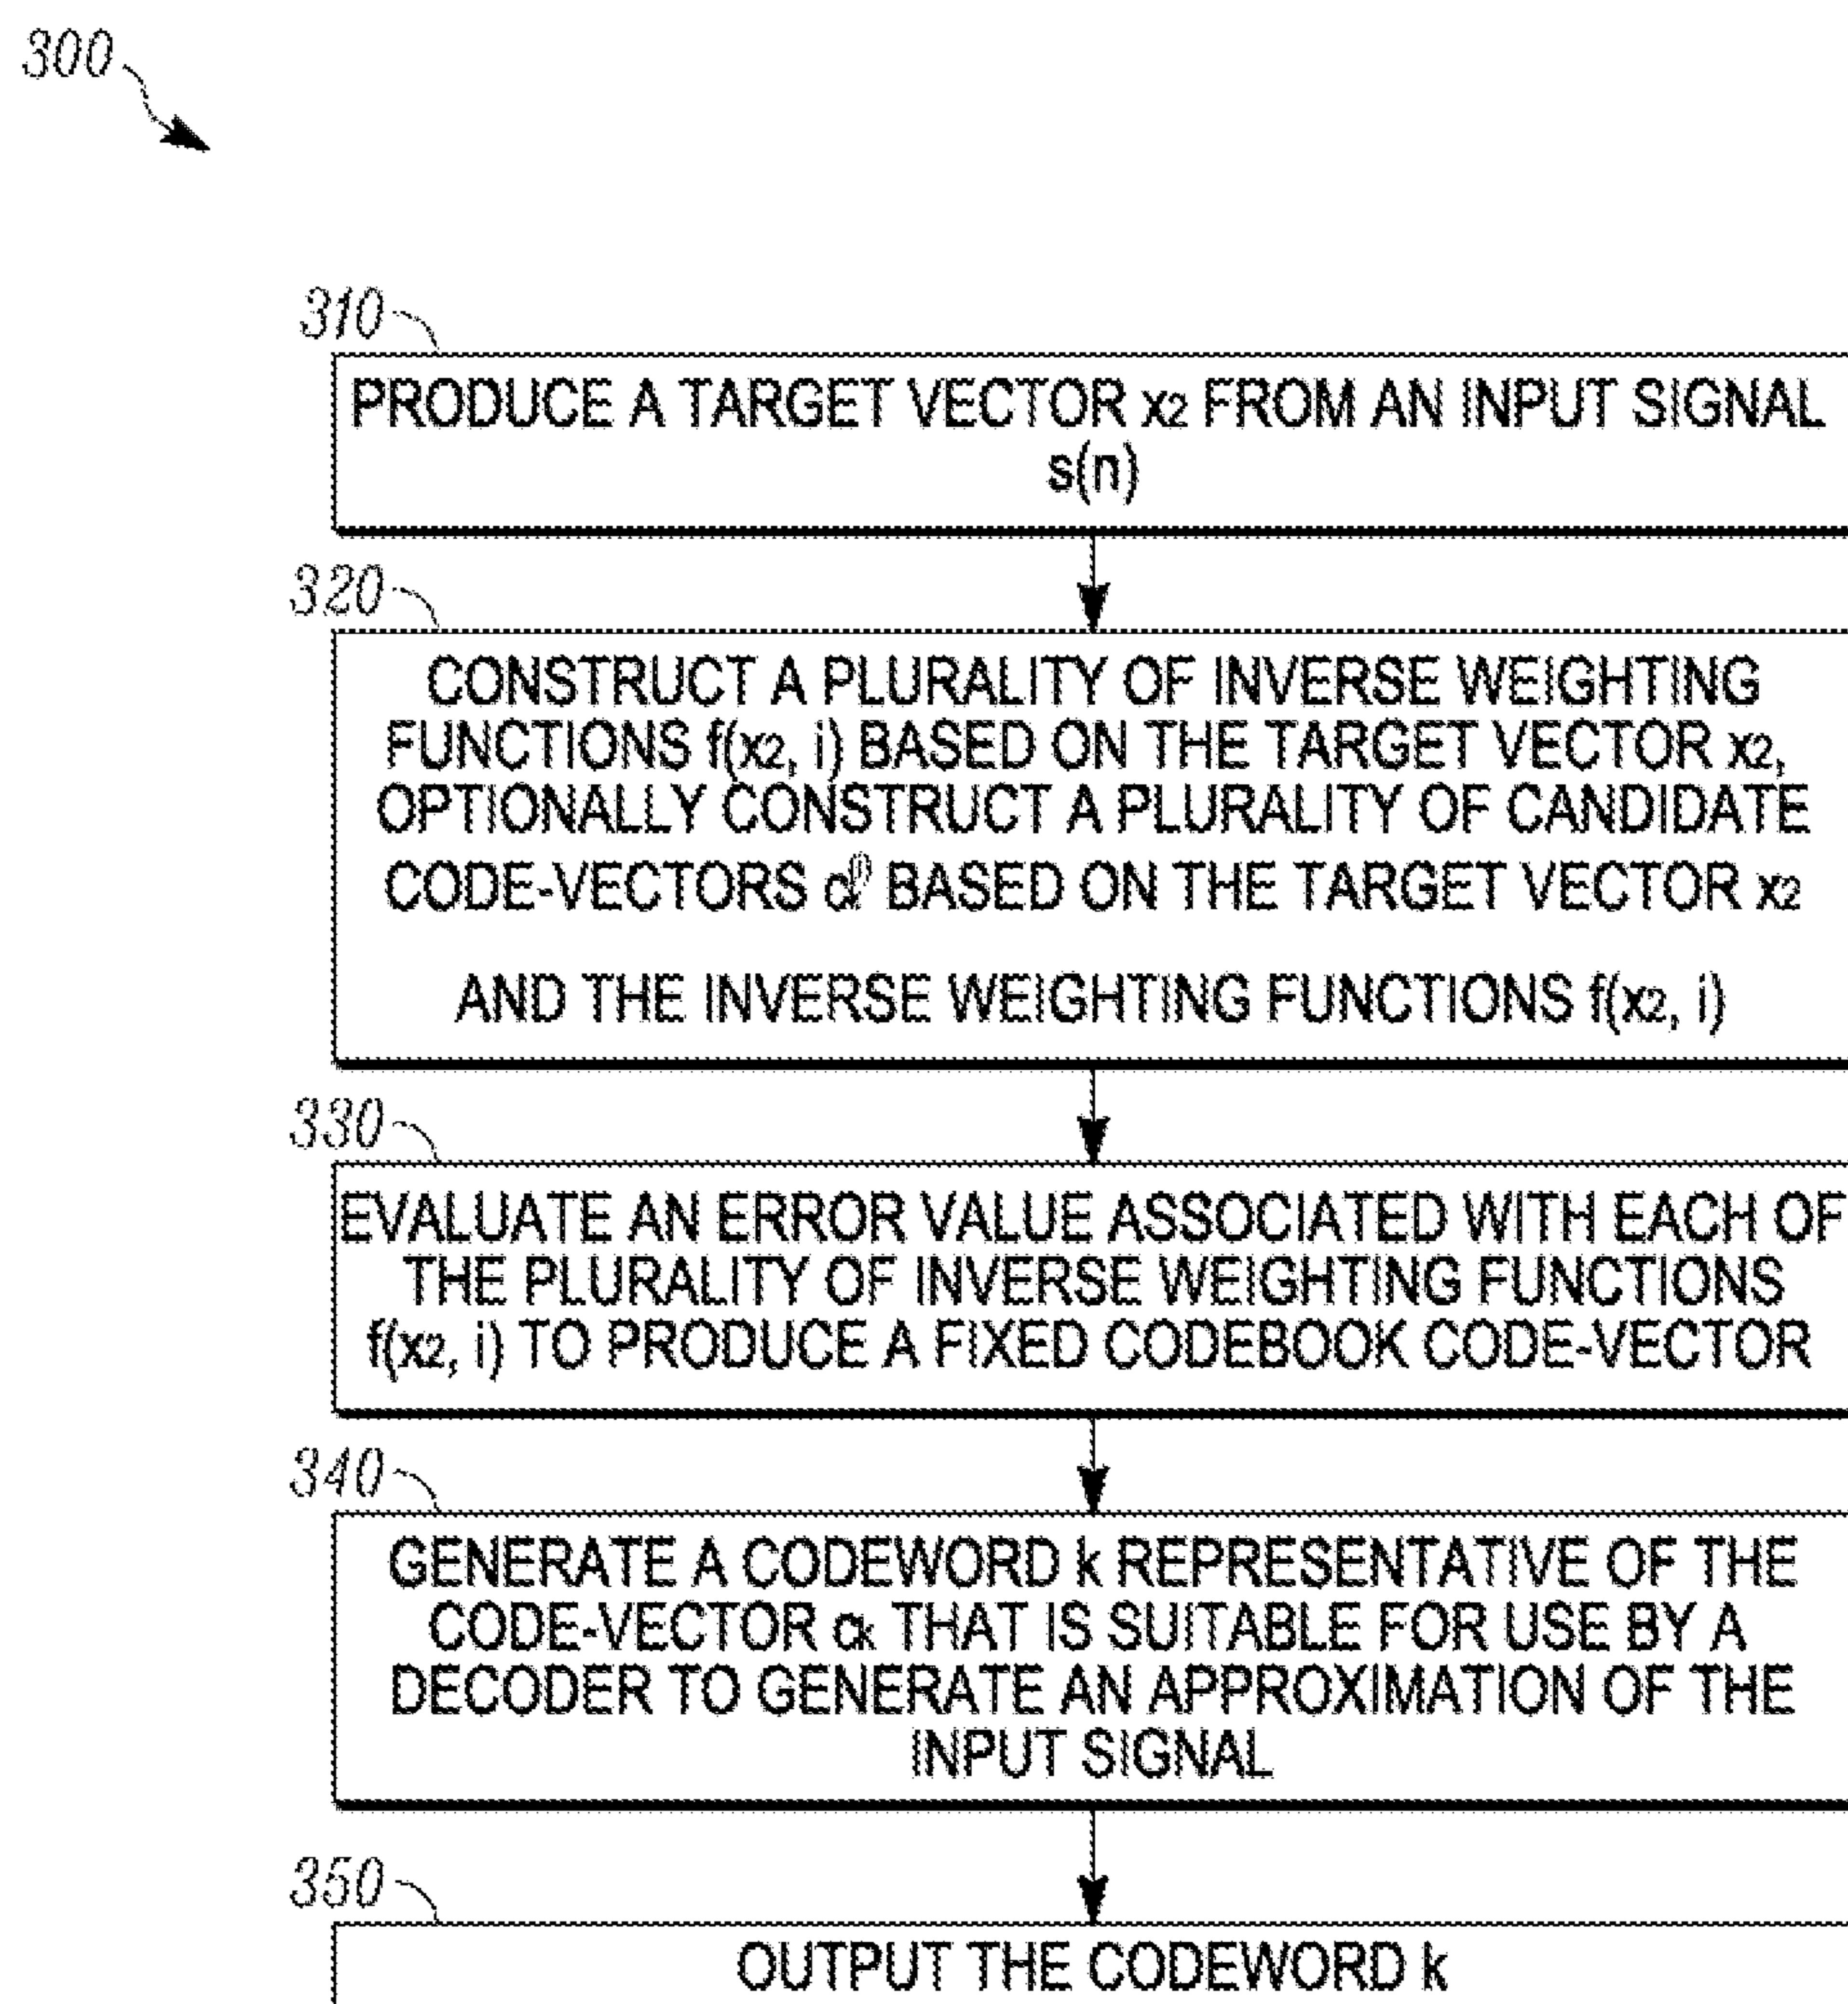 300
310
PRODUCE A TARGET VECTOR x2 FROM AN INPUT SIGNAL
s(n)
320
CONSTRUCT A PLURALITY OF INVERSE WEIGHTING
FUNCTIONS f(x2, i) BASED ON THE TARGET VECTOR x2,
OPTIONALLY CONSTRUCT A PLURALITY OF CANDIDATE
CODE-VECTORS BASED ON THE TARGET VECTOR x2
AND THE INVERSE WEIGHTING FUNCTIONS f(x2, i)
330
EVALUATE AN ERROR VALUE ASSOCIATED WITH EACH OF
THE PLURALITY OF INVERSE WEIGHTING FUNCTIONS
f(x2, i) TO PRODUCE A FIXED CODEBOOK CODE-VECTOR
340
GENERATE A CODEWORD k REPRESENTATIVE OF THE
CODE-VECTOR ck THAT IS SUITABLE FOR USE BY A
DECODER TO GENERATE AN APPROXIMATION OF THE
INPUT SIGNAL
350
OUTPUT THE CODEWORD k